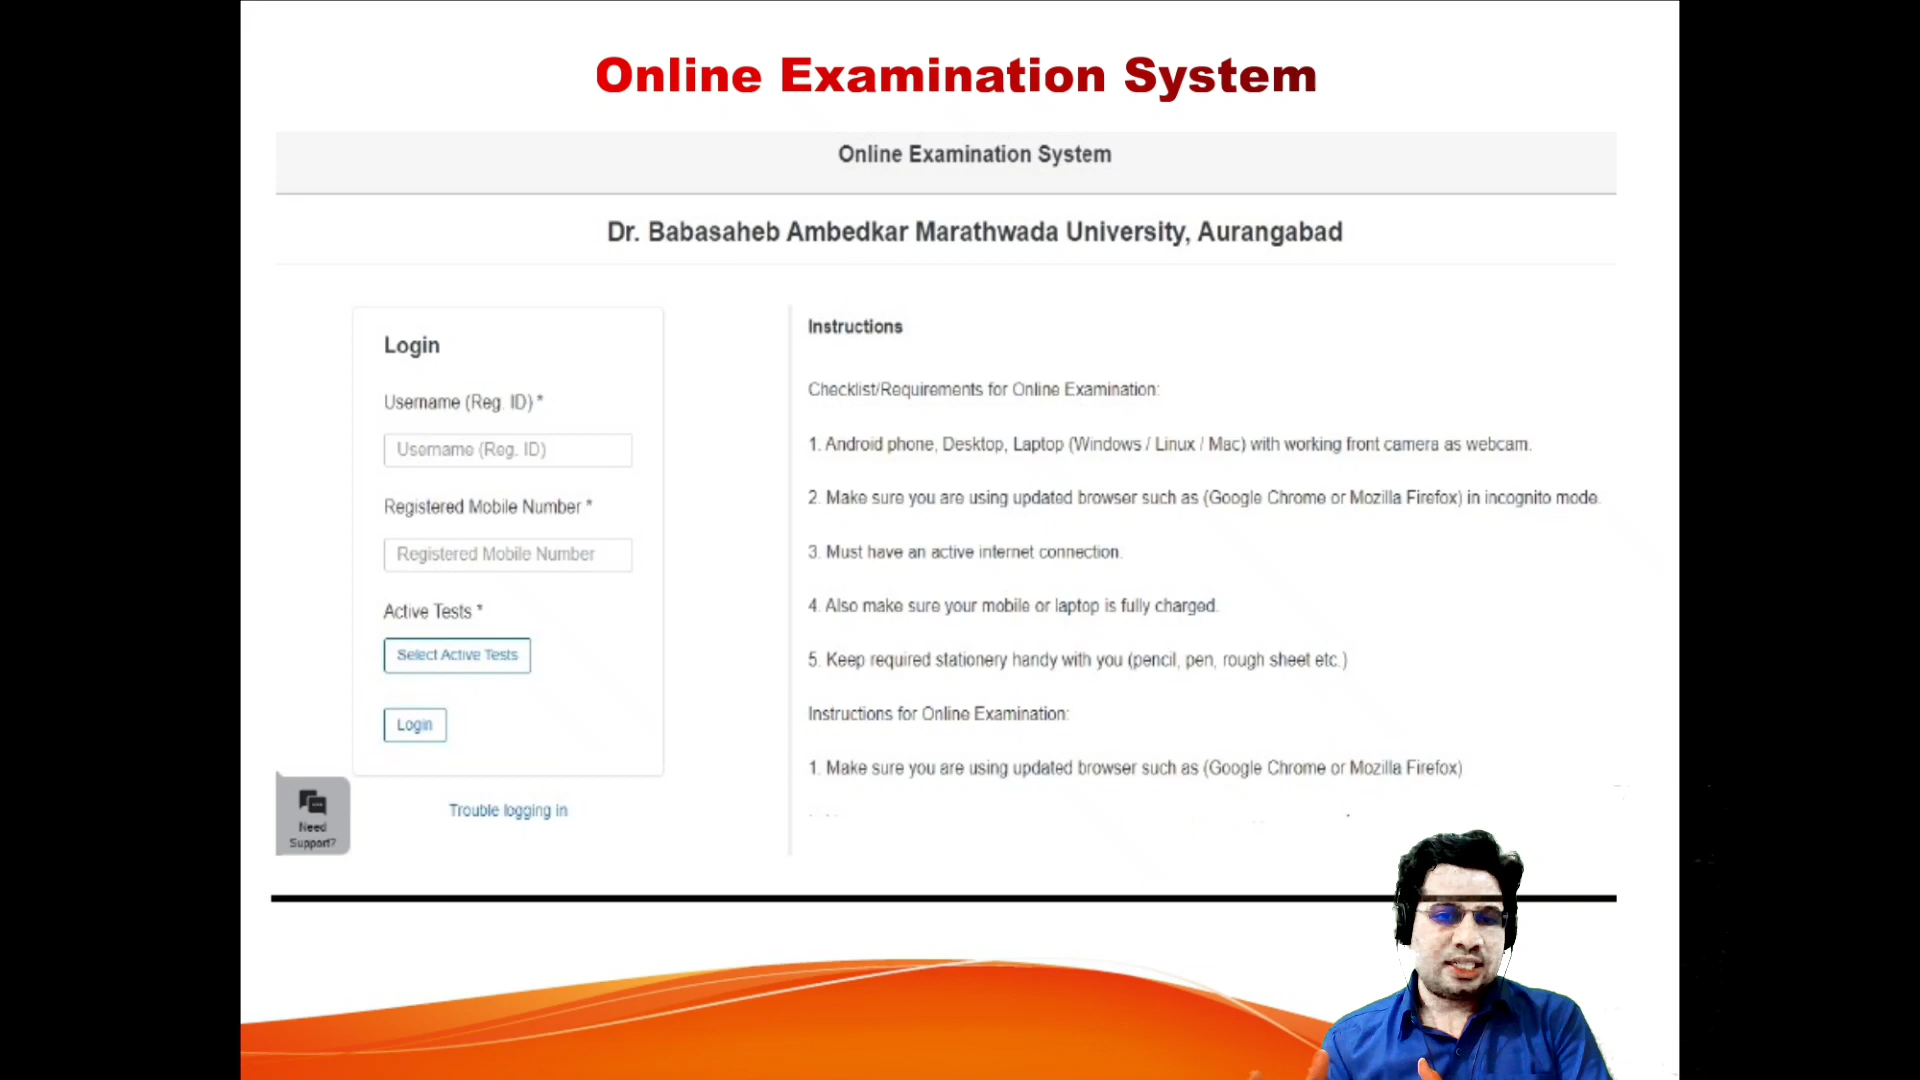 Online Examination System
Online Examination System
Dr. Babasaheb Ambedkar Marathwada University, Aurangabad
Login
Username (Reg. ID) *
Username (Reg. ID)
Registered Mobile Number *
Registered Mobile Number
Active Tests *
Select Active Tests
Login
Trouble logging in
Need
Support?
Instructions
Checklist/Requirements for Online Examination:
1. Android phone, Desktop, Laptop (Windows / Linux / Mac) with working front camera as webcam.
2. Make sure you are using updated browser such as (Google Chrome or Mozilla Firefox) in incognito mode.
3. Must have an active internet connection.
4. Also make sure your mobile or laptop is fully charged.
5. Keep required stationery handy with you (pencil, pen, rough sheet etc.)
Instructions for Online Examination:
1. Make sure you are using updated browser such as (Google Chrome or Mozilla Firefox)